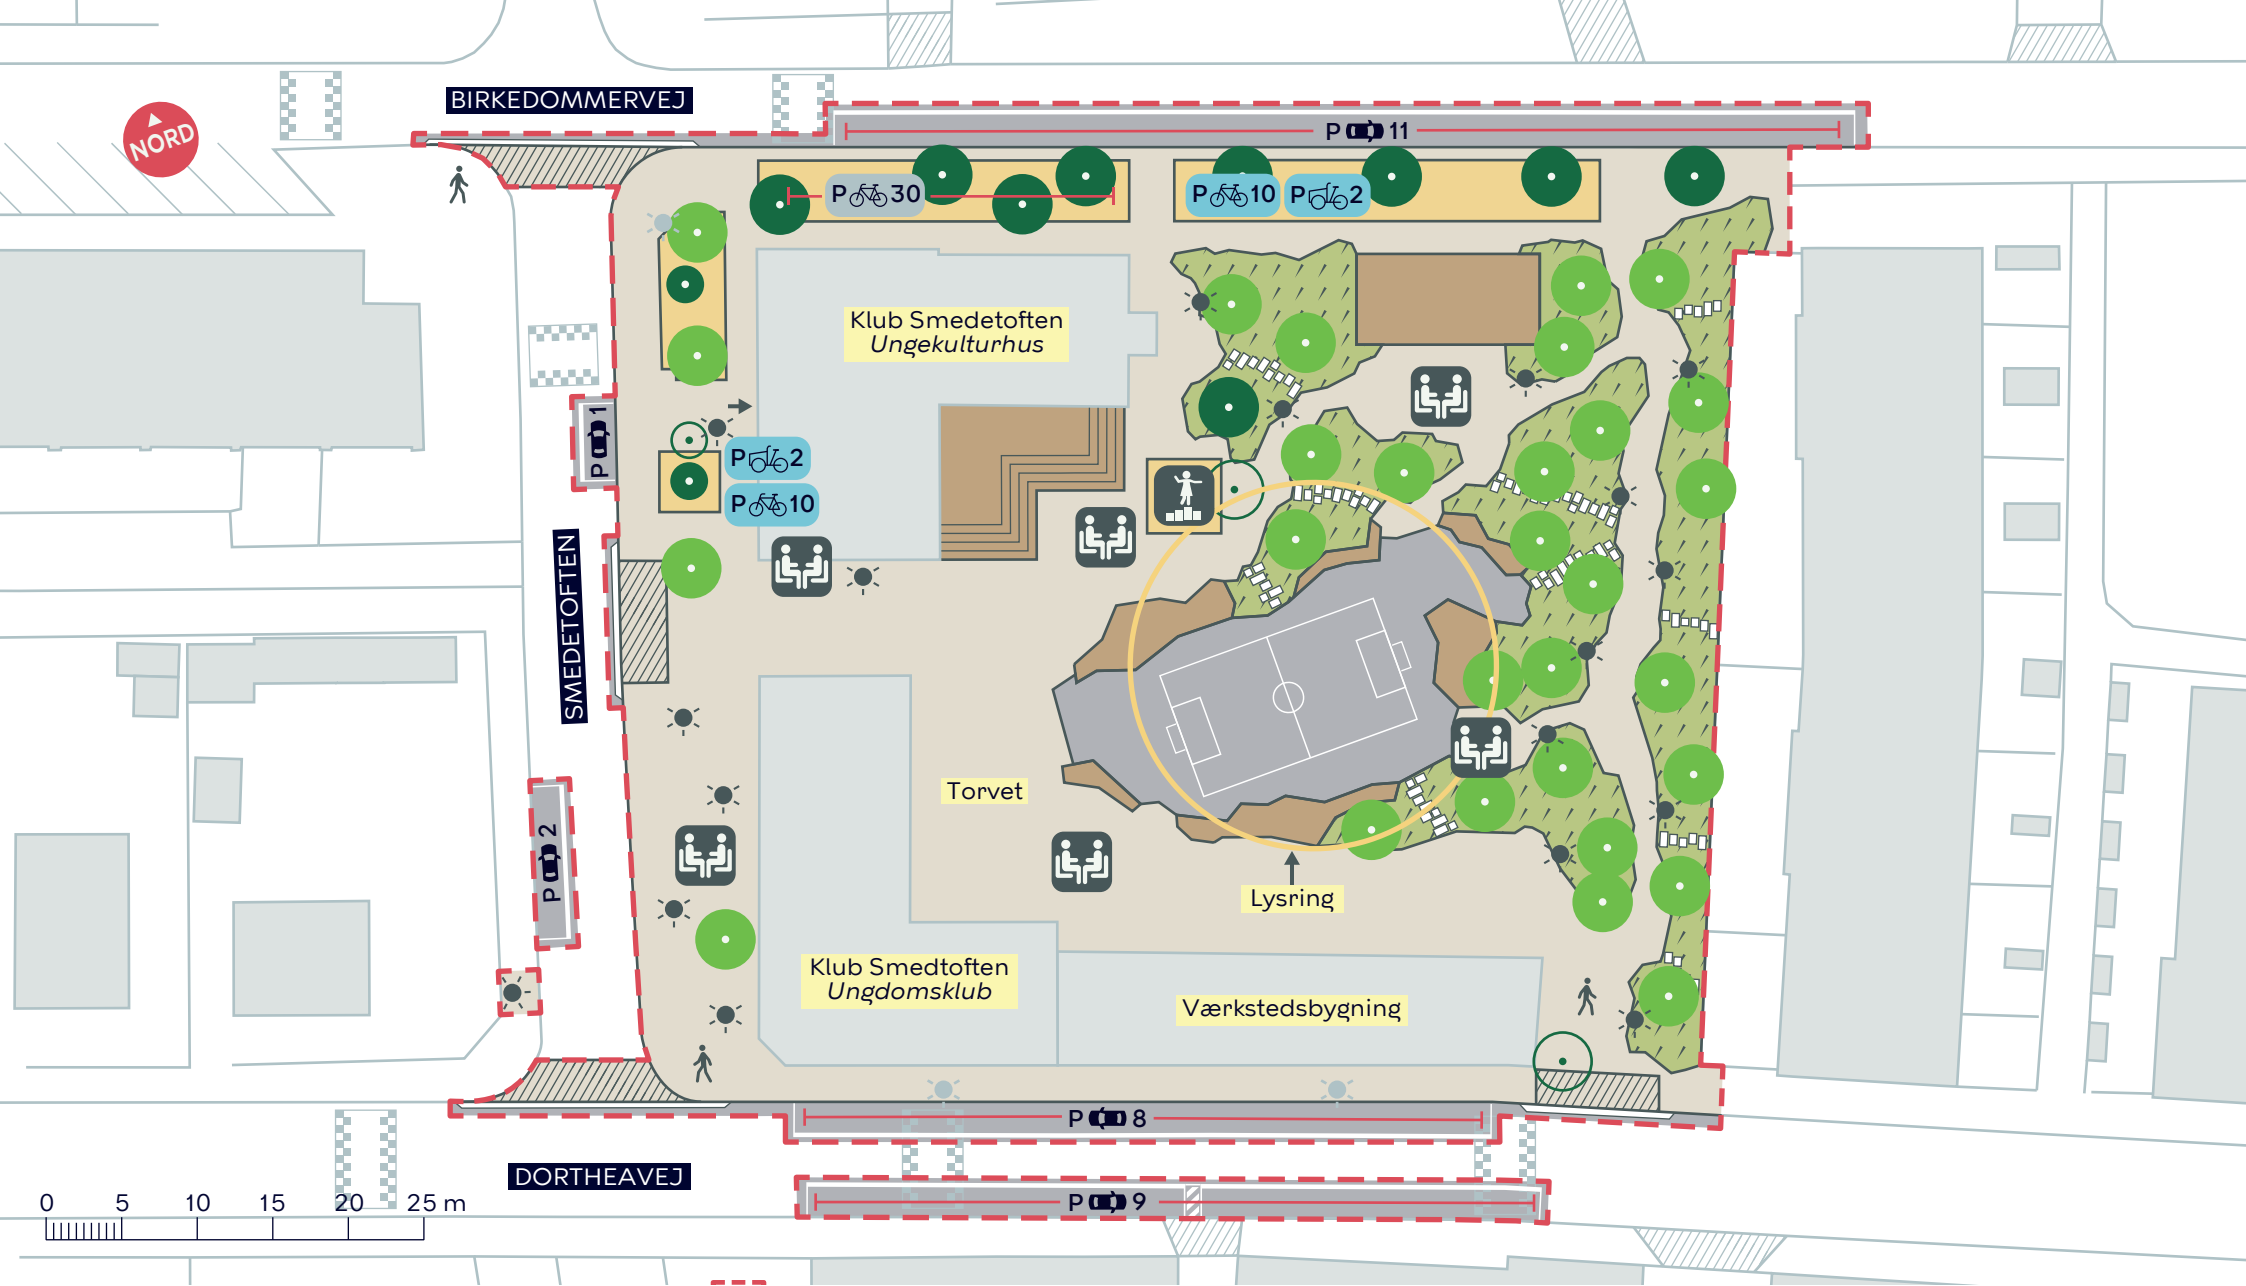 BIRKEDOMMERVEJ
NORD
P 11
P 30
P 10
P 2
Klub Smedetoften
Ungekulturhus
P 1
P 2
P 10
SMEDETOFTEN
Torvet
P 2
Lysring
Klub Smedtoften
Ungdomsklub
Værkstedsbygning
P 8
DORTHEAVEJ
P 9
0 5 10 15 20 25 m